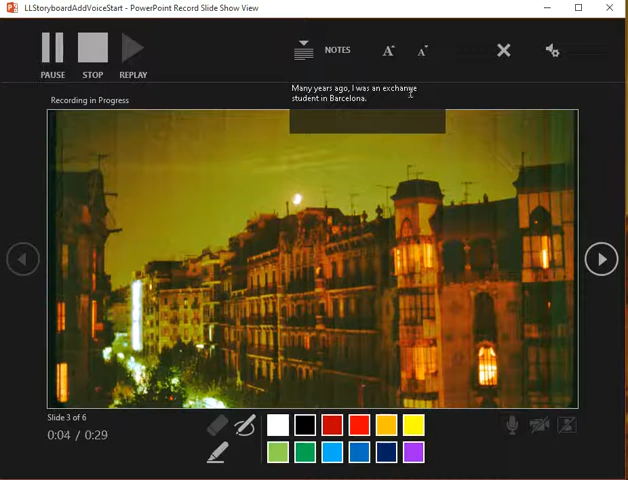 LLStoryboardAddVoiceStart - PowerPoint Record Slide Show View
PAUSE STOP REPLAY
NOTES A A
Recording in Progress
Many years ago, I was an exchange
student in Barcelona.
Slide 3 of 6
0:04 / 0:29